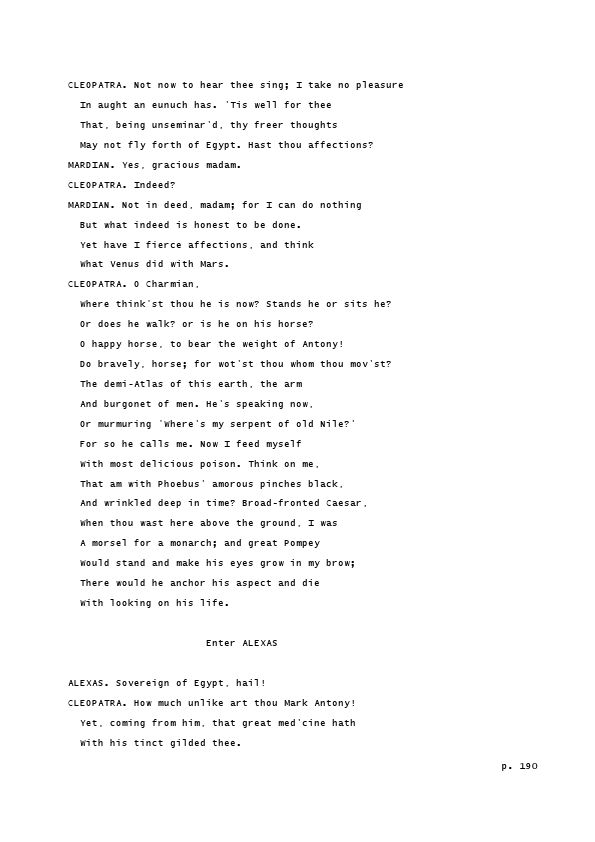 CLEOPATRA. Not now to hear thee sing; I take no pleasure
In aught an eunuch has. 'Tis well for thee
That, being unseminar'd, thy freer thoughts
May not fly forth of Egypt. Hast thou affections?
MARDIAN. Yes, gracious madam.
CLEOPATRA. Indeed?
MARDIAN. Not in deed, madam; for I can do nothing
But what indeed is honest to be done.
Yet have I fierce affections, and think
What Venus did with Mars.
CLEOPATRA. O Charmian,
Where think'st thou he is now? Stands he or sits he?
Or does he walk? or is he on his horse?
O happy horse, to bear the weight of Antony!
Do bravely, horse; for wot'st thou whom thou mov'st?
The demi-Atlas of this earth, the arm
And burgonet of men. He's speaking now,
Or murmuring 'Where's my serpent of old Nile?'
For so he calls me. Now I feed myself
With most delicious poison. Think on me,
That am with Phoebus' amorous pinches black,
And wrinkled deep in time? Broad-fronted Caesar,
When thou wast here above the ground, I was
A morsel for a monarch; and great Pompey
Would stand and make his eyes grow in my brow;
There would he anchor his aspect and die
With looking on his life.
Enter ALEXAS
ALEXAS. Sovereign of Egypt, hail!
CLEOPATRA. How much unlike art thou Mark Antony!
Yet, coming from him, that great med'cine hath
With his tinct gilded thee.
p. 190